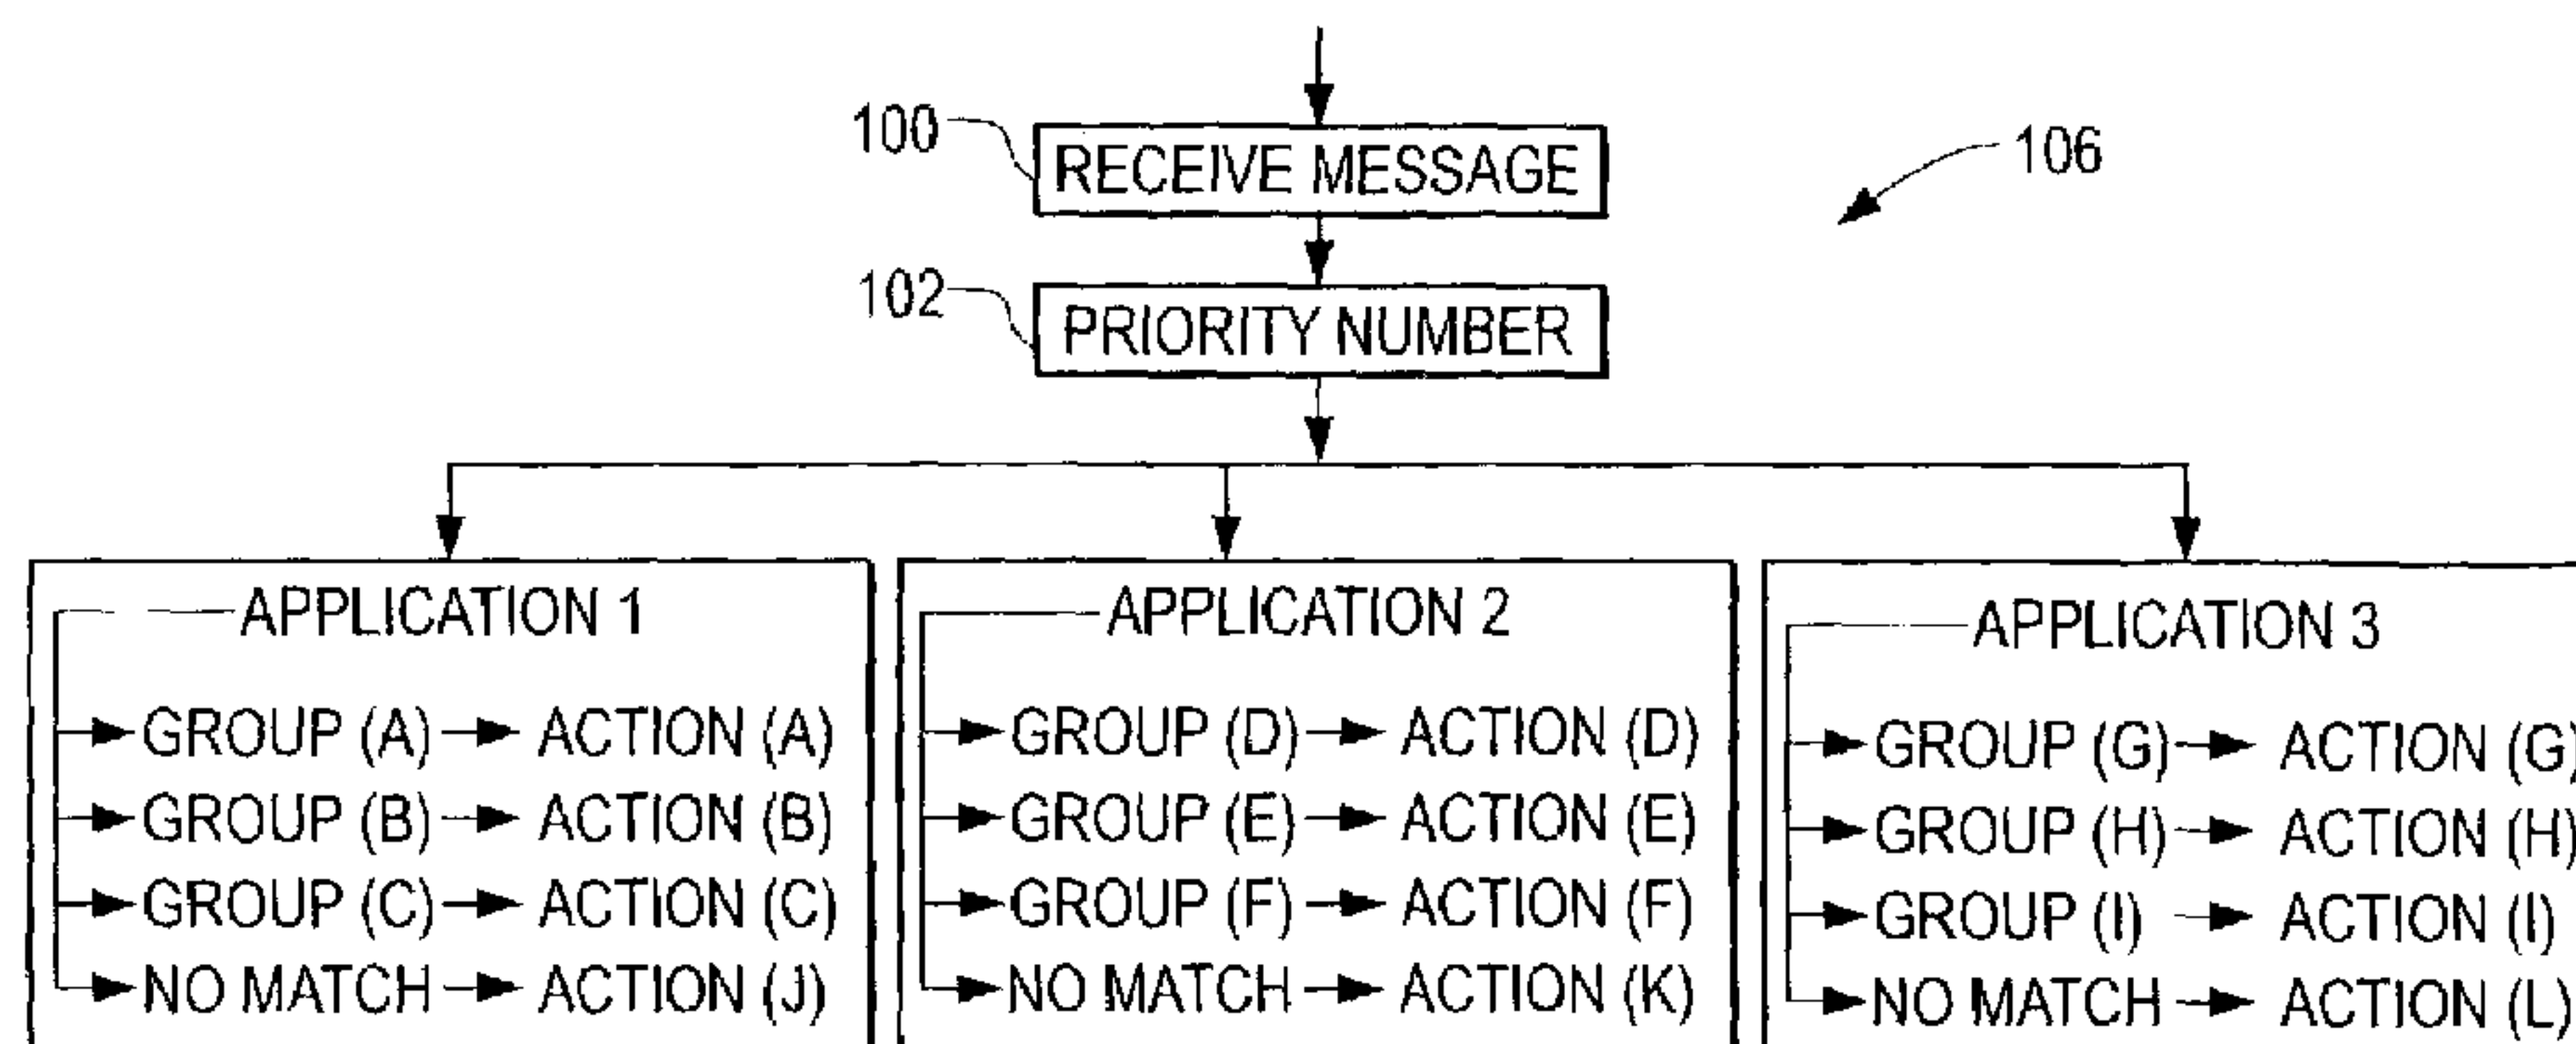 100
RECEIVE MESSAGE
106
102
PRIORITY NUMBER
APPLICATION 1
GROUP (A) ACTION (A)
GROUP (B) ACTION (B)
GROUP (C) ACTION (C)
NO MATCH ACTION (J)
APPLICATION 2
GROUP (D) ACTION (D)
GROUP (E) ACTION (E)
GROUP (F) ACTION (F)
NO MATCH ACTION (K)
APPLICATION 3
GROUP (G) ACTION (G)
GROUP (H) ACTION (H)
GROUP (I) ACTION (I)
NO MATCH ACTION (L)